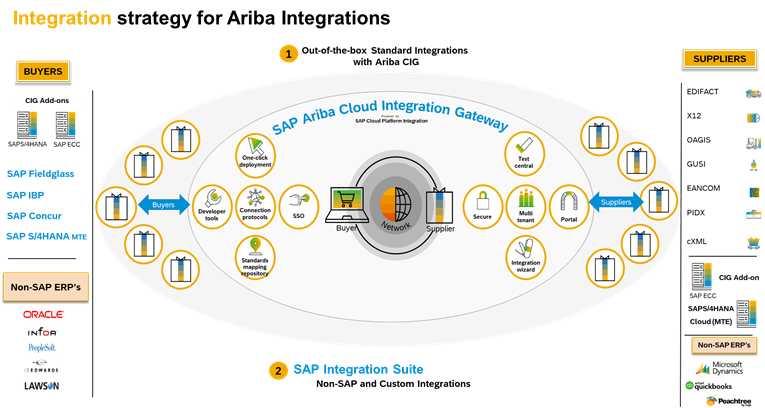 Integration strategy for Ariba Integrations
1 Out-of-the-box Standard Integrations
with Ariba CIG
BUYERS
CIG Add-ons
SAPS/4HANA SAP ECC
SAP Fieldglass
SAP IBP
SAP Concur
SAP S/4HANA MTE
Non-SAP ERP's
ORACLE
INFOR
PeopleSoft
EDWARDS
LAWSON
SAP Ariba Cloud Integration Gateway
Powered by
SAP Cloud Platform Integration
Buyers
One-click
deployment
Developer
tools
Connection
protocols
SSO
Standards
mapping
repository
Buyer
Network
Supplier
Test
central
Secure
Multi
tenant
Portal
Integration
wizard
Suppliers
2 SAP Integration Suite
Non-SAP and Custom Integrations
SUPPLIERS
EDIFACT
X12
OAGIS
GUSI
EANCOM
PIDX
cXML
CIG Add-on
SAP ECC
SAPS/4HANA
Cloud (MTE)
Non-SAP ERP's
Microsoft
Dynamics
quickbooks
Peachtree